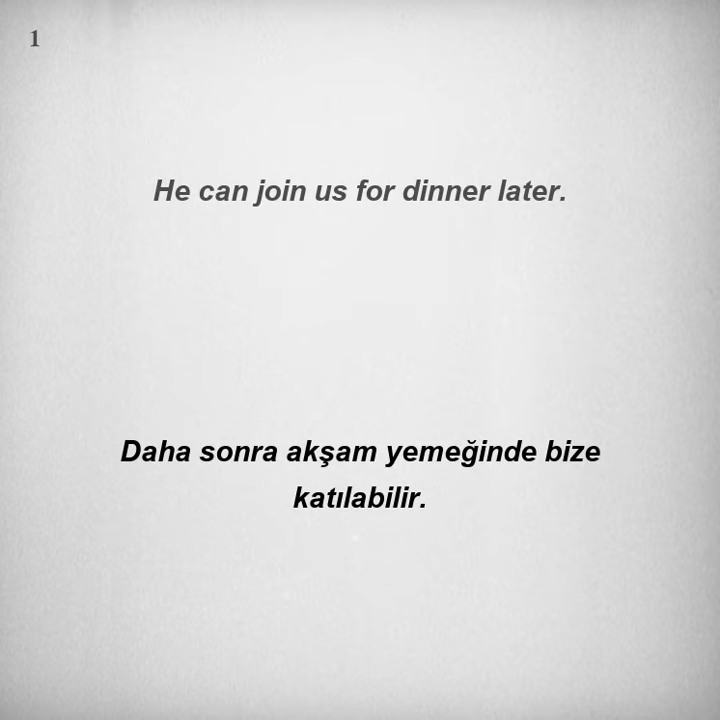 1
He can join us for dinner later.
Daha sonra akşam yemeğinde bize
katılabilir.